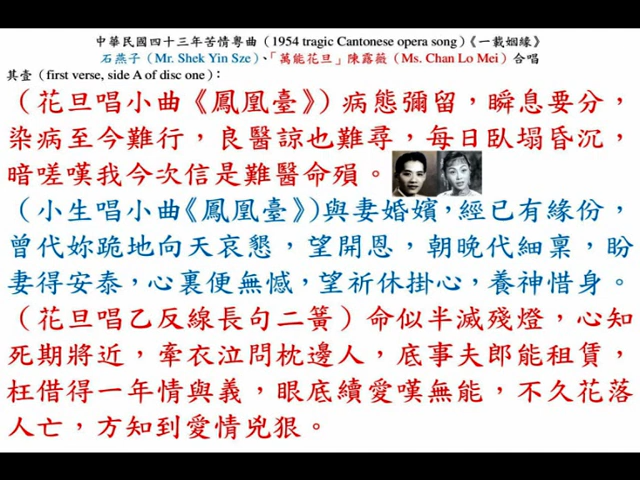 中華民國四十三年苦情粵曲（1954 tragic Cantonese opera song）《一載姻緣》
石燕子（Mr. Shek Yin Sze）、「萬能花旦」陳露薇（Ms. Chan Lo Mei）合唱
其壹（first verse, side A of disc one）：
（花旦唱小曲《鳳凰臺》）病態彌留，瞬息要分，
染病至今難行，良醫諒也難尋，每日臥塌昏沉，
暗嗟嘆我今次信是難醫命殞。
（小生唱小曲《鳳凰臺》）與妻婚嬪，經已有緣份，
曾代妳跪地向天哀懇，望開恩，朝晚代細稟，盼
妻得安泰，心裏便無憾，望祈休掛心，養神惜身。
（花旦唱乙反線長句二簧）命似半滅殘燈，心知
死期將近，牽衣泣問枕邊人，底事夫郎能租賃，
枉借得一年情與義，眼底續愛嘆無能，不久花落
人亡，方知到愛情兇狠。